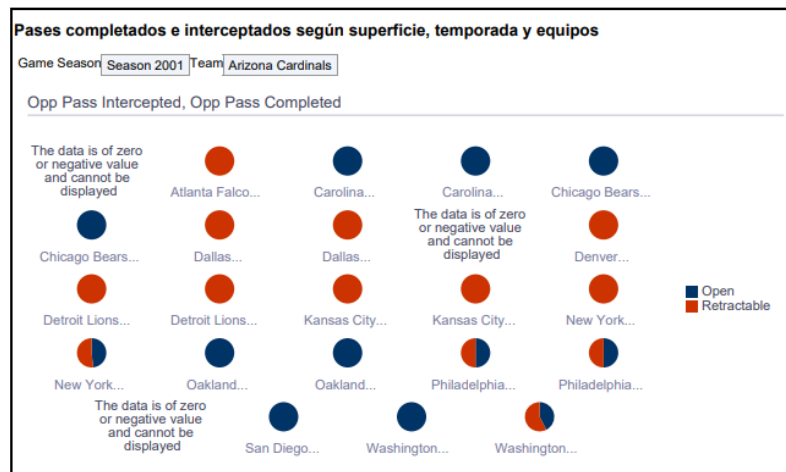 Pases completados e interceptados según superficie, temporada y equipos
Game Season Season 2001 Team Arizona Cardinals
Opp Pass Intercepted, Opp Pass Completed
The data is of zero
or negative value
and cannot be
displayed
Atlanta Falco...
Carolina...
Carolina...
Chicago Bears...
Chicago Bears...
Dallas...
Dallas...
The data is of zero
or negative value
and cannot be
displayed
Denver...
Open
Retractable
Detroit Lions...
Detroit Lions...
Kansas City...
Kansas City...
New York...
New York...
Oakland...
Oakland...
Philadelphia...
Philadelphia...
The data is of zero
or negative value
and cannot be
displayed
San Diego...
Washington...
Washington...